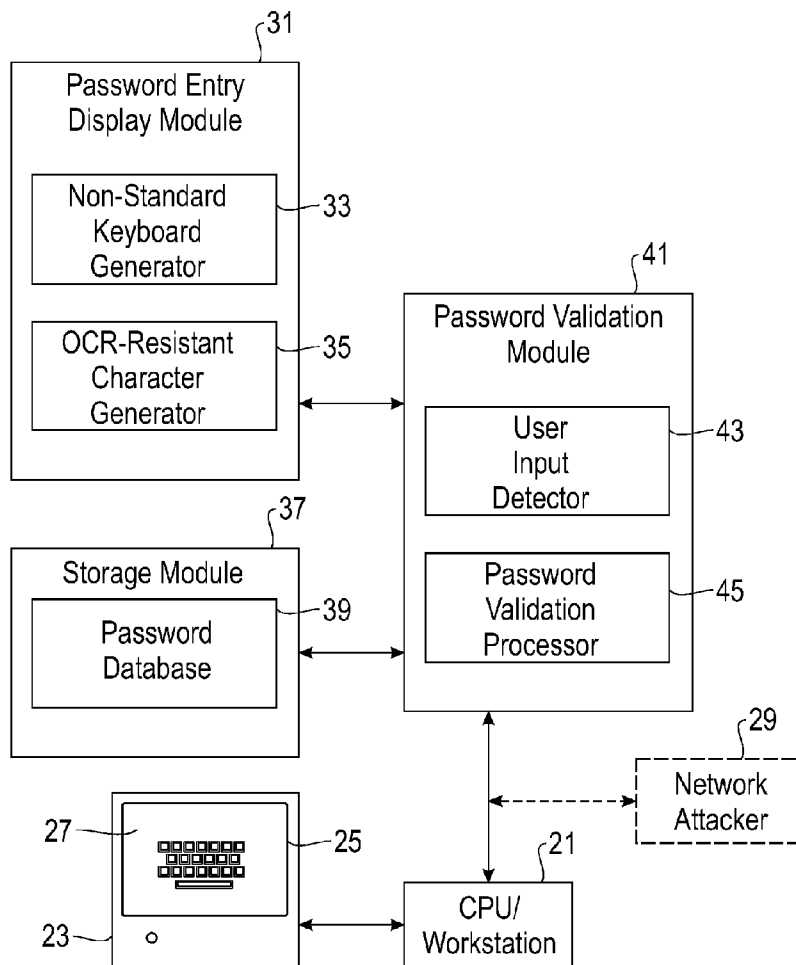 31
Password Entry
Display Module
Non-Standard
Keyboard
Generator
33
OCR-Resistant
Character
Generator
35
41
Password Validation
Module
User
Input
Detector
43
Password
Validation
Processor
45
37
Storage Module
Password
Database
39
29
Network
Attacker
27
25
23
21
CPU/
Workstation